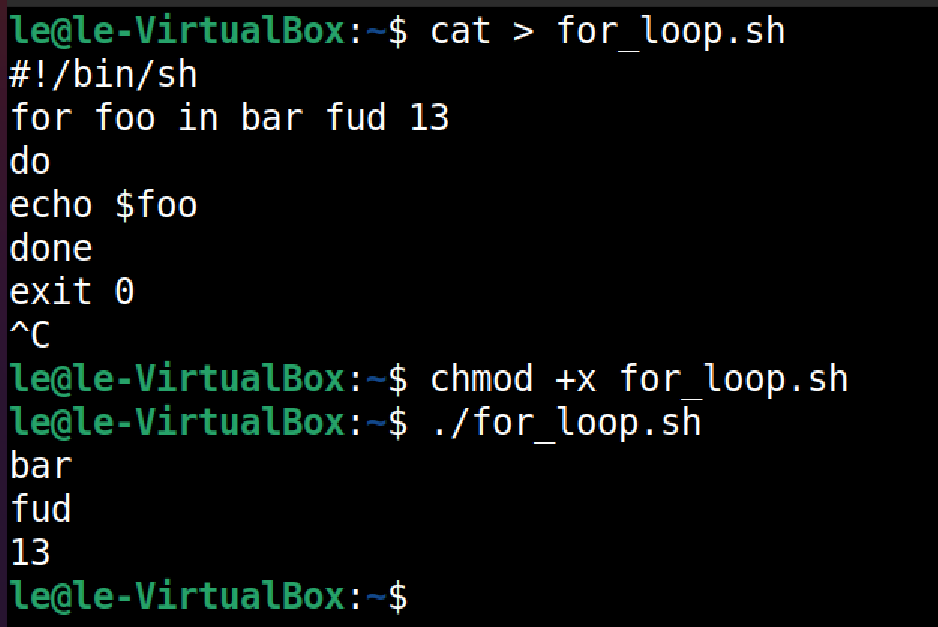 le@le-VirtualBox:~$ cat > for_loop.sh
#!/bin/sh
for foo in bar fud 13
do
echo $foo
done
exit 0
^C
le@le-VirtualBox:~$ chmod +x for_loop.sh
le@le-VirtualBox:~$ ./for_loop.sh
bar
fud
13
le@le-VirtualBox:~$